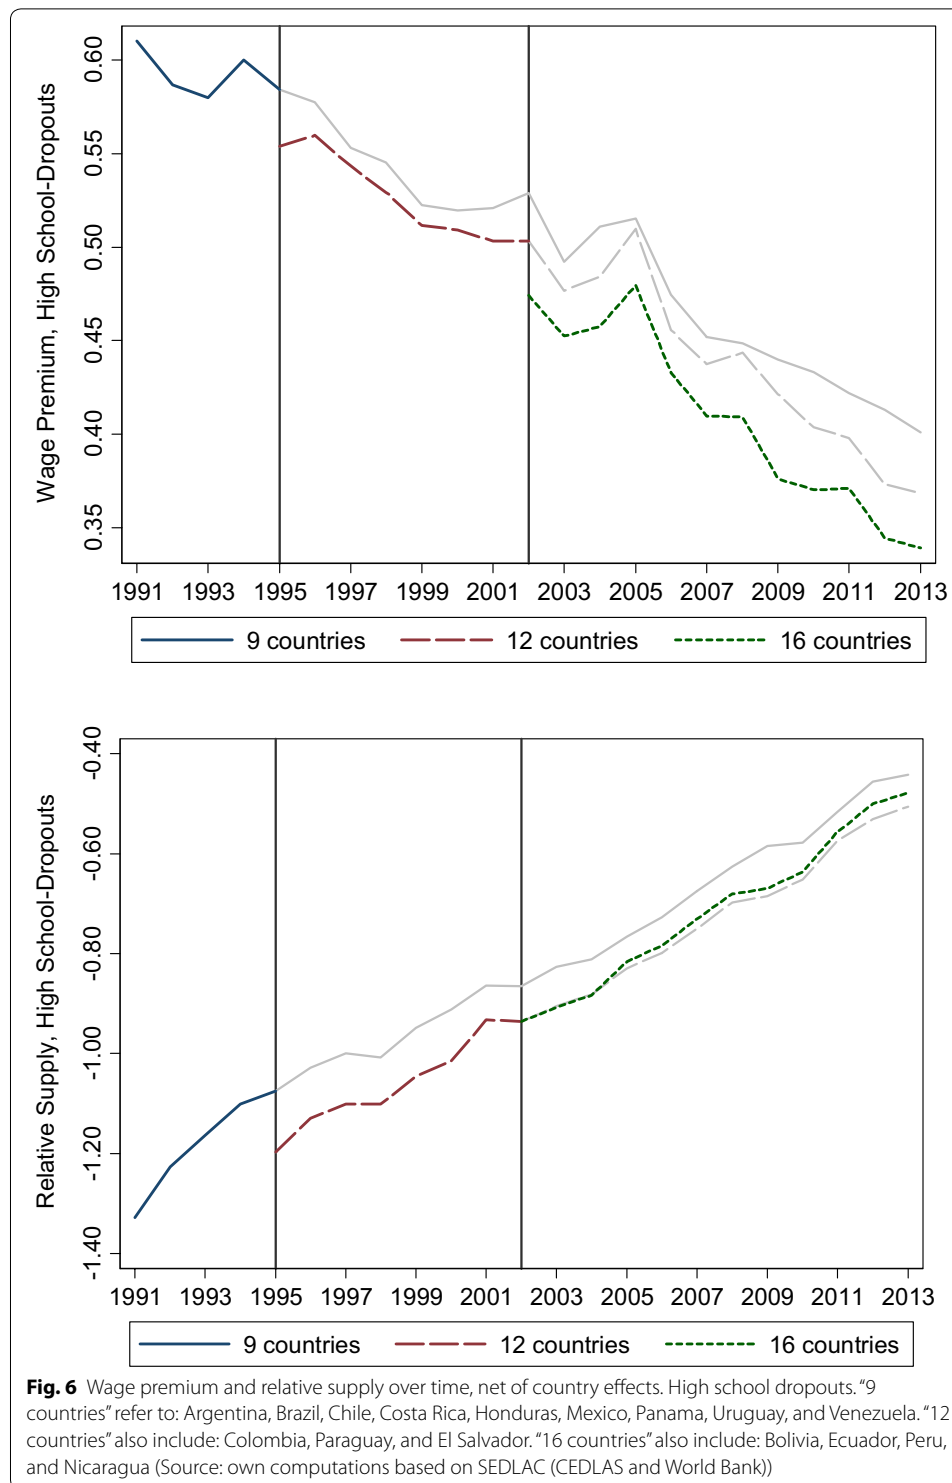 Wage Premium, High School-Dropouts
0.60
0.55
0.50
0.45
0.40
0.35
1991 1993 1995 1997 1999 2001 2003 2005 2007 2009 2011 2013
9 countries 12 countries 16 countries
Relative Supply, High School-Dropouts
-0.40
-0.60
-0.80
-1.00
-1.20
-1.40
1991 1993 1995 1997 1999 2001 2003 2005 2007 2009 2011 2013
9 countries 12 countries 16 countries
Fig. 6 Wage premium and relative supply over time, net of country effects. High school dropouts. “9
countries” refer to: Argentina, Brazil, Chile, Costa Rica, Honduras, Mexico, Panama, Uruguay, and Venezuela. “12
countries” also include: Colombia, Paraguay, and El Salvador. “16 countries” also include: Bolivia, Ecuador, Peru,
and Nicaragua (Source: own computations based on SEDLAC (CEDLAS and World Bank))